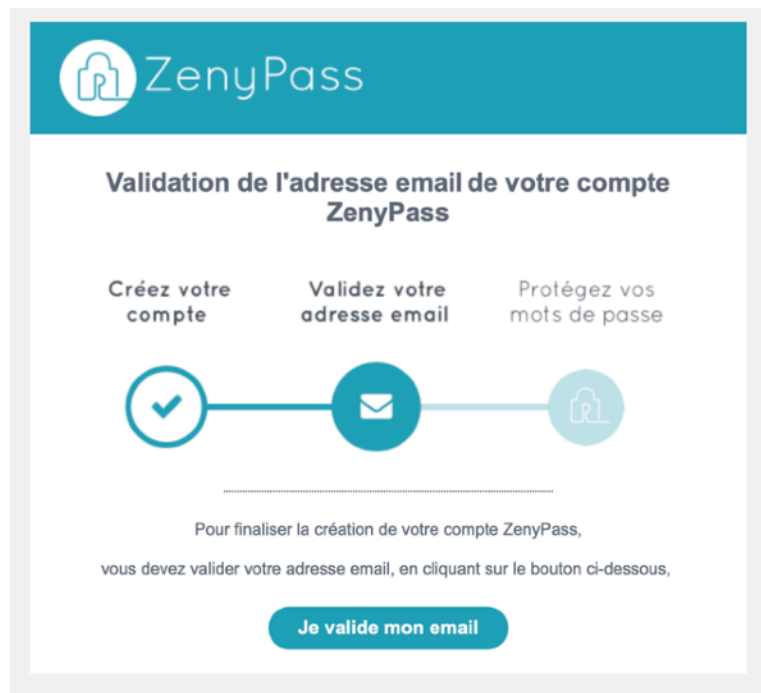 ZenyPass
Validation de l'adresse email de votre compte
ZenyPass
Créez votre
compte
Validez votre
adresse email
Protégez vos
mots de passe
Pour finaliser la création de votre compte ZenyPass,
vous devez valider votre adresse email, en cliquant sur le bouton ci-dessous,
Je valide mon email